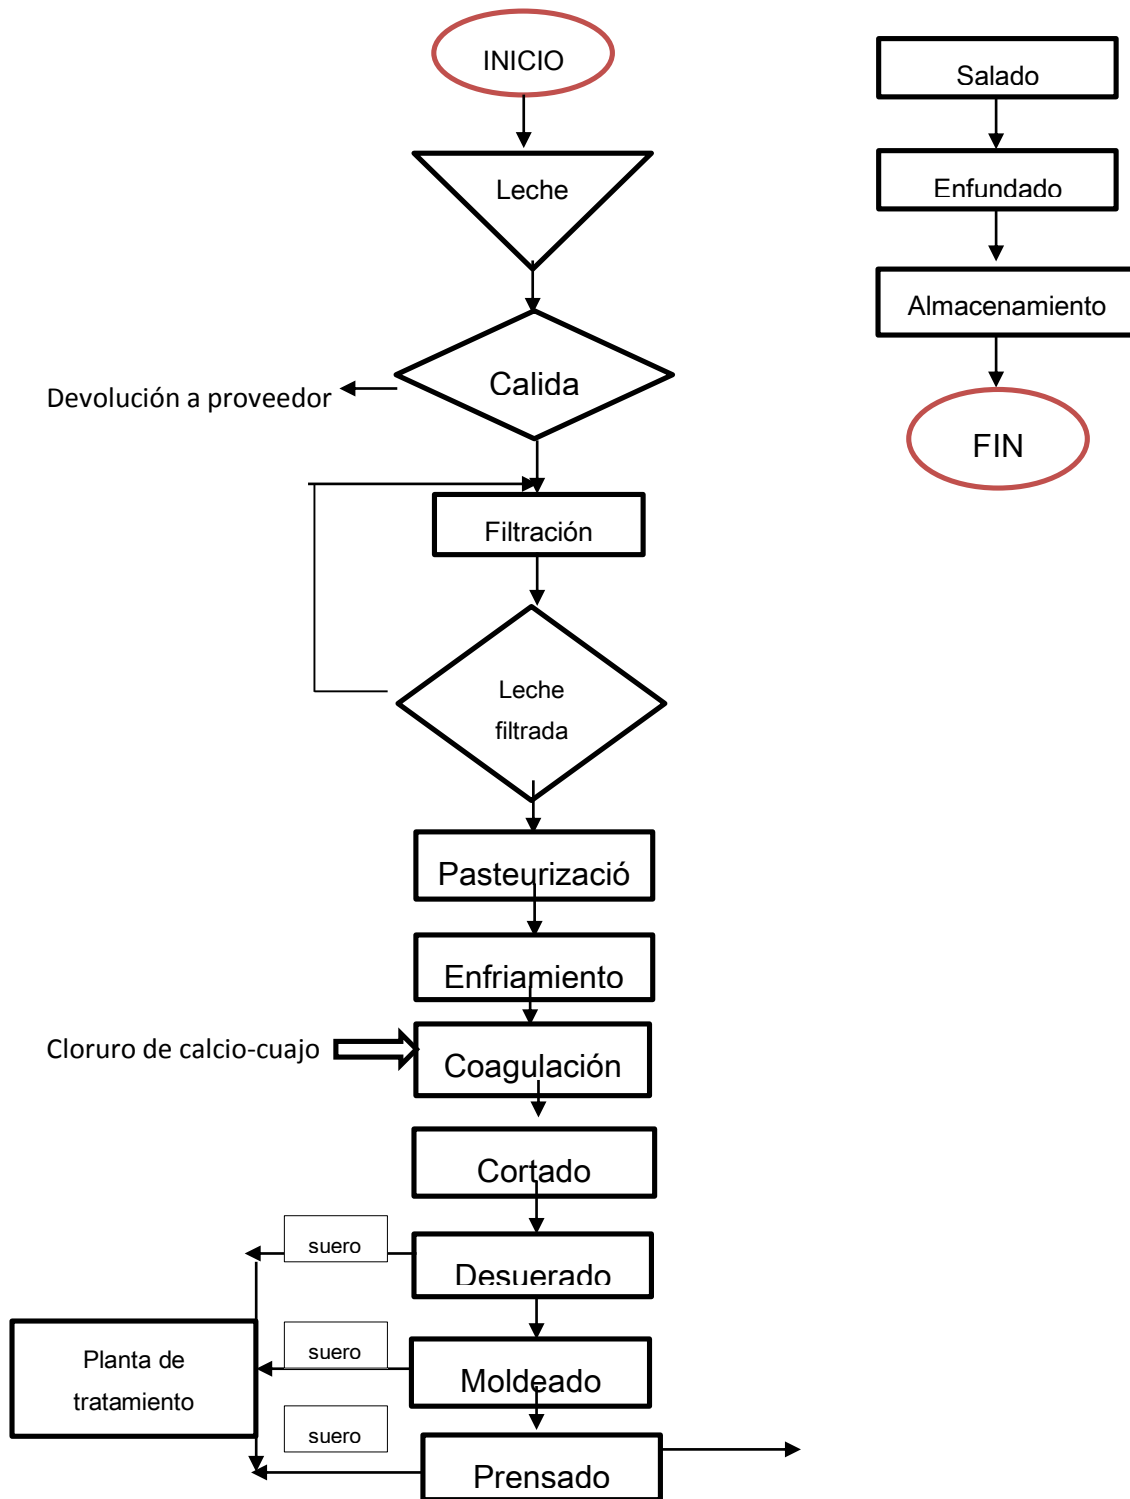 INICIO
Leche
Calida
Devolución a proveedor
Filtración
Leche
filtrada
Pasteurizació
Enfriamiento
Cloruro de calcio-cuajo
Coagulación
Cortado
suero
Desuerado
Planta de
tratamiento
suero
Moldeado
suero
Prensado
Salado
Enfundado
Almacenamiento
FIN